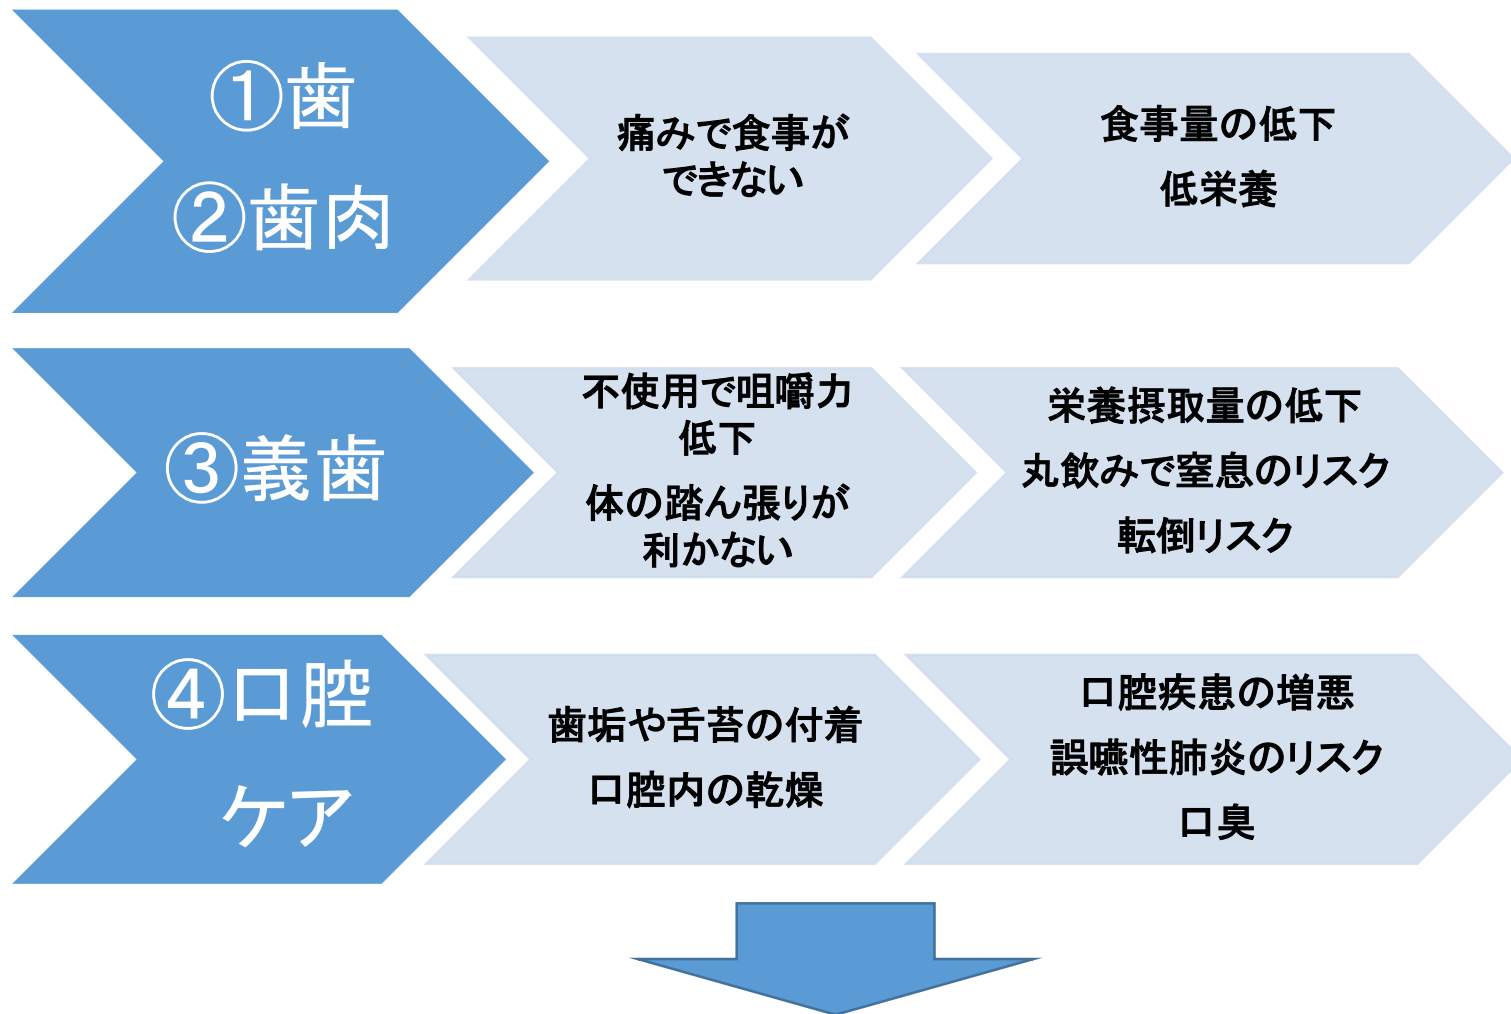 ①歯
②歯肉
痛みで食事が
できない
食事量の低下
低栄養
③義歯
不使用で咀嚼力
低下
体の踏ん張りが
利かない
栄養摂取量の低下
丸飲みで窒息のリスク
転倒リスク
④口腔
ケア
歯垢や舌苔の付着
口腔内の乾燥
口腔疾患の増悪
誤嚥性肺炎のリスク
口臭